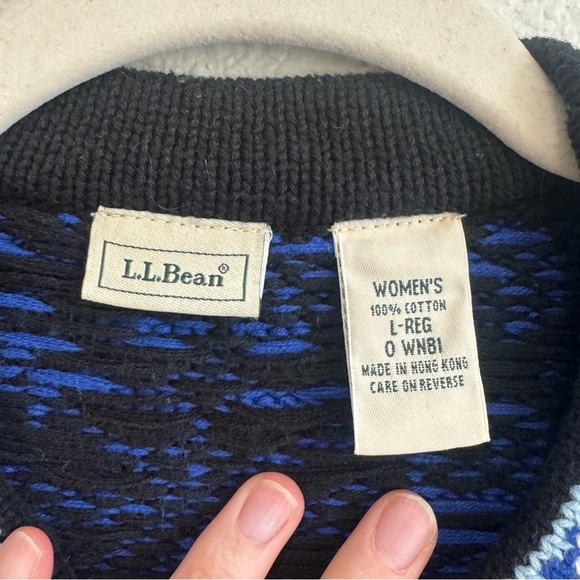 L.L.Bean®
WOMEN'S
100% COTTON
L-REG
0 WN81
MADE IN HONG KONG
CARE ON REVERSE